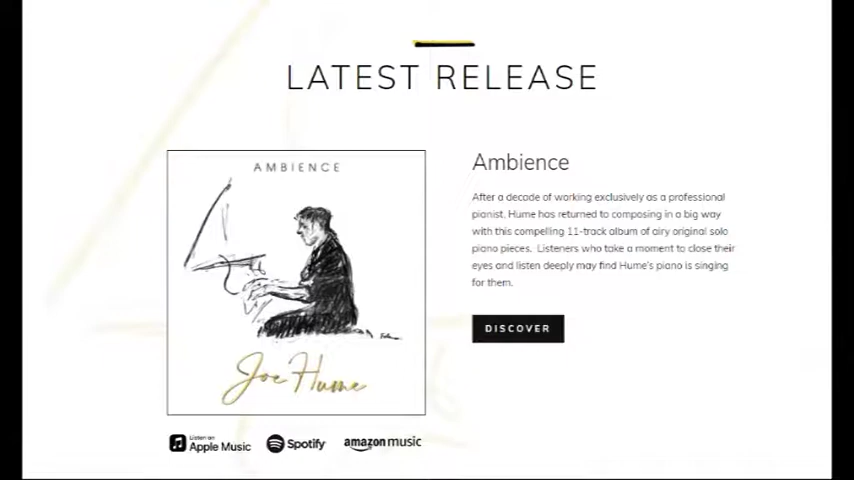 LATEST RELEASE
AMBIENCE
Joe Hume
Listen on
Apple Music
Spotify
amazon music
Ambience
After a decade of working exclusively as a professional
pianist, Hume has returned to composing in a big way
with this compelling 11-track album of airy original solo
piano pieces. Listeners who take a moment to close their
eyes and listen deeply may find Hume's piano is singing
for them.
DISCOVER